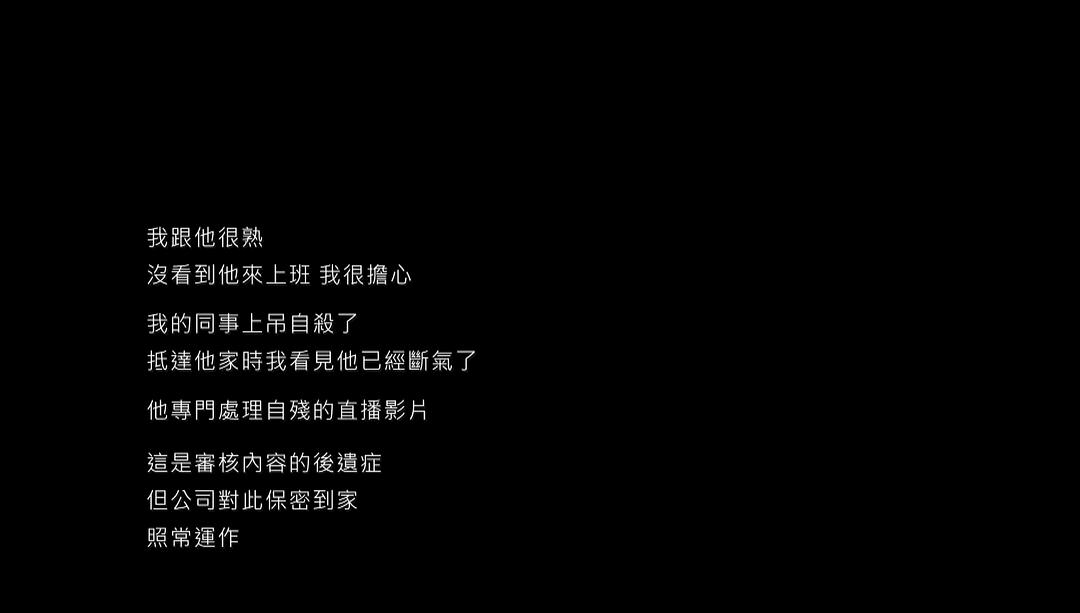 我跟他很熟
沒看到他來上班 我很擔心
我的同事上吊自殺了
抵達他家時我看見他已經斷氣了
他專門處理自殘的直播影片
這是審核內容的後遺症
但公司對此保密到家
照常運作